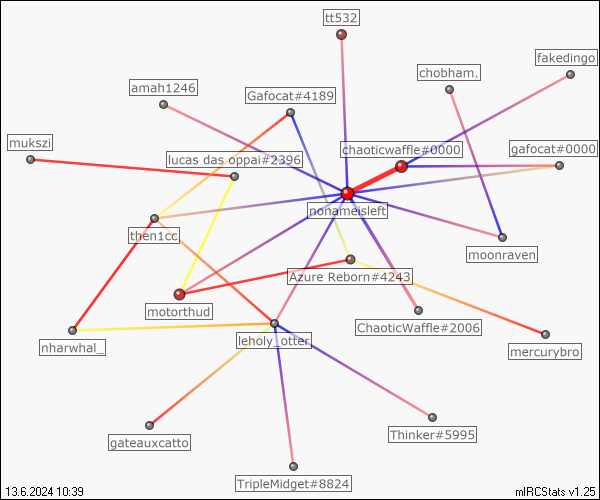 tt532
fakedingo
chobham.
amah1246
Gafocat#4189
mukszi
chaoticwaffle#0000
gafocat#0000
lucas das oppai#2396
nonameisleft
then1cc
moonraven
Azure Reborn#4243
motorthud
ChaoticWaffle#2006
leholy_otter
nharwhal_
mercurybro
gateauxcatto
Thinker#5995
TripleMidget#8824
13.6.2024 10:39
mIRCStats v1.25